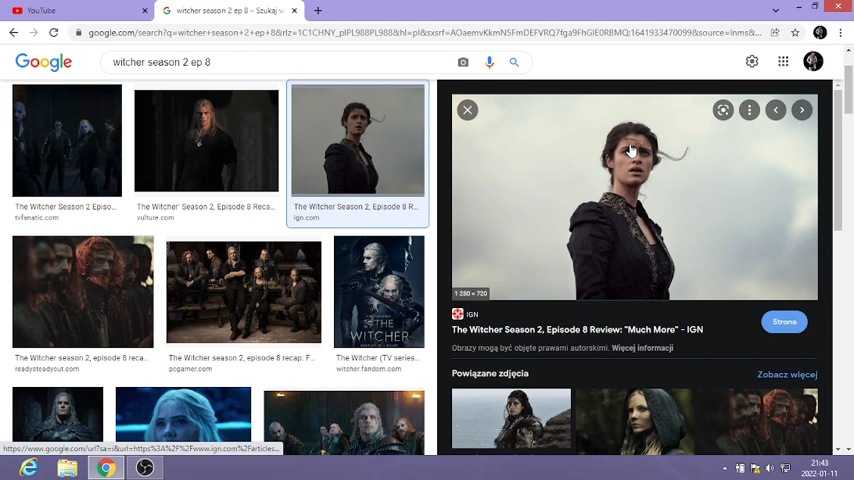 YouTube
witcher season 2 ep 8 – Szukaj w
google.com/search?q=witcher+season+2+ep+8&rlz=1C1CHNY_plPL988PL988&hl=pl&sxsrf=AOaemvKkmN5FmDEFVRQ7fga9FhGIE0RBMQ:1641933470099&source=lnms&
Google
witcher season 2 ep 8
The Witcher Season 2 Episo...
tvfanatic.com
'The Witcher' Season 2, Episode 8 Reca...
vulture.com
The Witcher Season 2, Episode 8 R...
ign.com
1 280 × 720
IGN
The Witcher Season 2, Episode 8 Review: "Much More" - IGN
Strona
Obrazy mogą być objęte prawami autorskimi. Więcej informacji
Powiązane zdjęcia
Zobacz więcej
THE
WITCHER
The Witcher season 2, episode 8 reca...
readysteadycut.com
The Witcher season 2, episode 8 recap: F...
pcgamer.com
The Witcher (TV series...
witcher.fandom.com
https://www.google.com/url?sa=i&url=https%3A%2F%2Fwww.ign.com%2Farticles...
21:43
2022-01-11